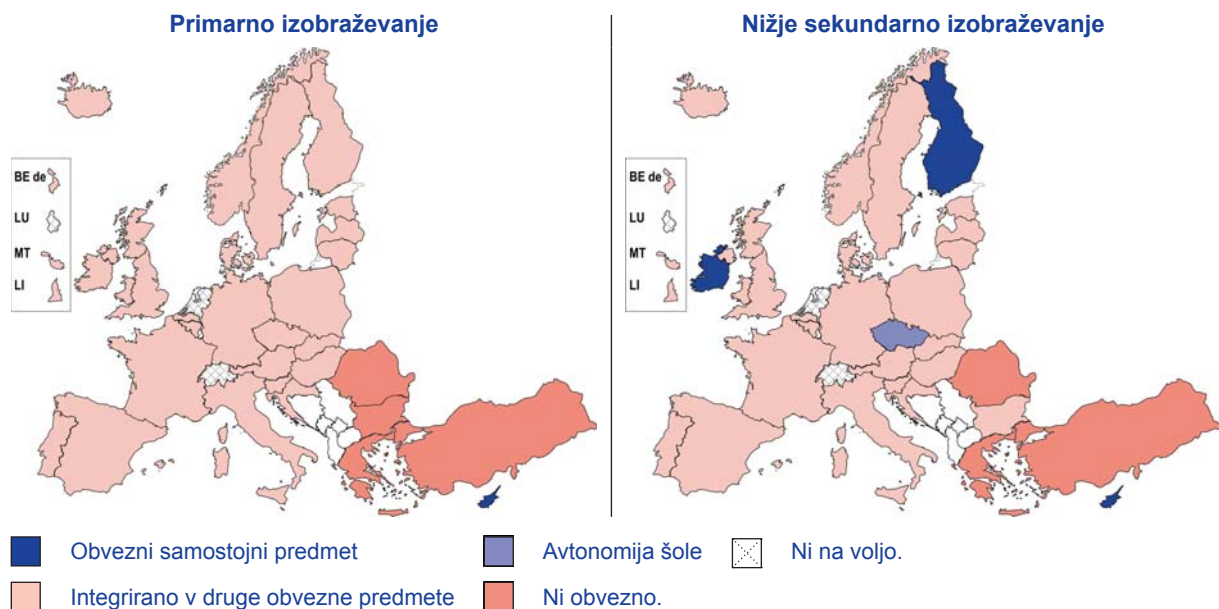 Primarno izobraževanje
Nižje sekundarno izobraževanje
BE de
LU
MT
LI
BE de
LU
MT
LI
Obvezni samostojni predmet
Avtonomija šole
Ni na voljo.
Integrirano v druge obvezne predmete
Ni obvezno.